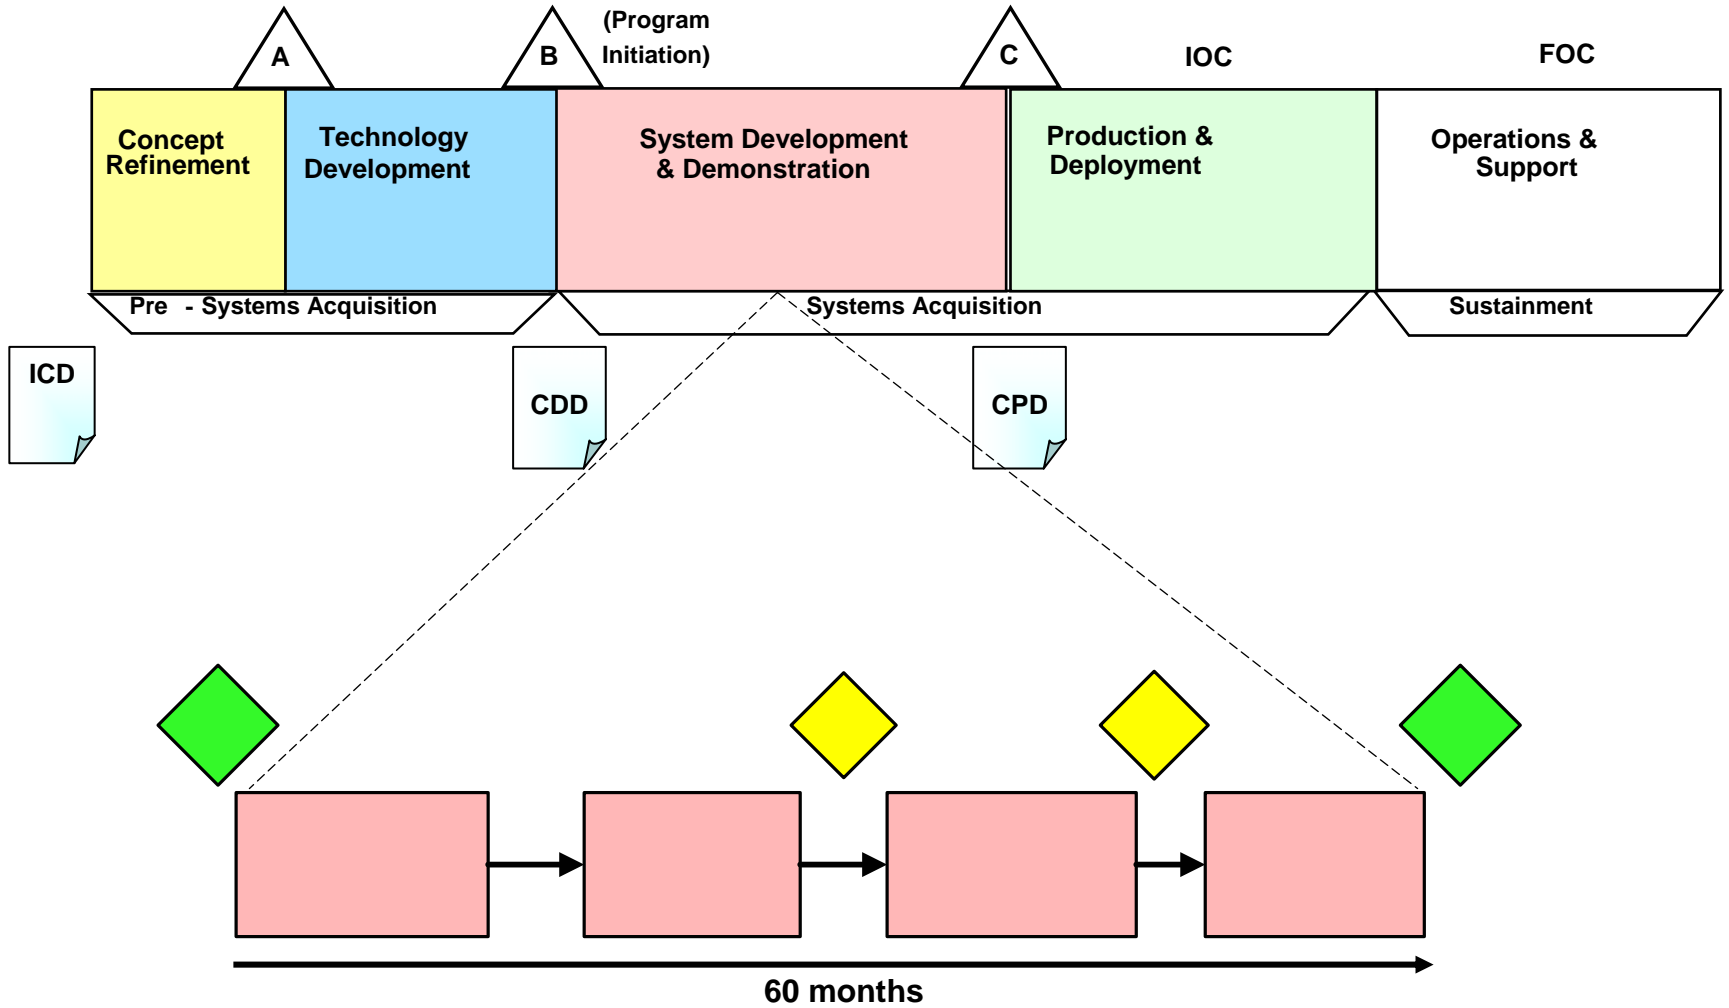 (Program
Initiation)
A
B
C
IOC
FOC
Concept
Refinement
Technology
Development
System Development
& Demonstration
Production &
Deployment
Operations &
Support
Pre - Systems Acquisition
Systems Acquisition
Sustainment
ICD
CDD
CPD
60 months